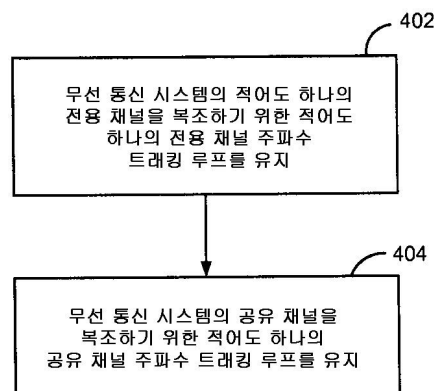 402
무선 통신 시스템의 적어도 하나의
전용 채널을 복조하기 위한 적어도
하나의 전용 채널 주파수
트래킹 루프를 유지
404
무선 통신 시스템의 공유 채널을
복조하기 위한 적어도 하나의
공유 채널 주파수 트래킹 루프를 유지